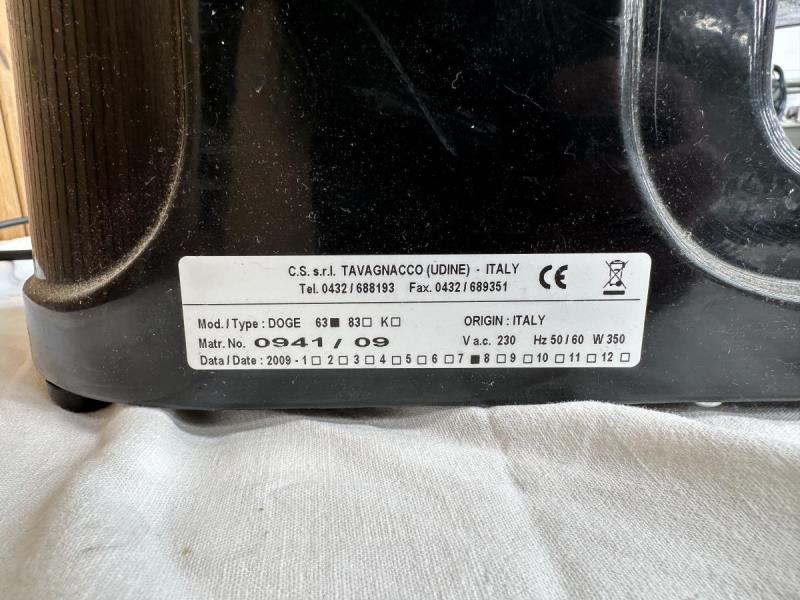 C.S. s.r.l. TAVAGNACCO (UDINE) - ITALY
Tel. 0432 / 688193 Fax. 0432 / 689351
CE
Mod. / Type : DOGE 63■ 83□ K□ ORIGIN : ITALY
Matr. No. 0941 / 09 V a.c. 230 Hz 50 / 60 W 350
Data / Date : 2009 - 1□ 2□ 3□ 4□ 5□ 6□ 7■ 8□ 9□ 10□ 11□ 12□